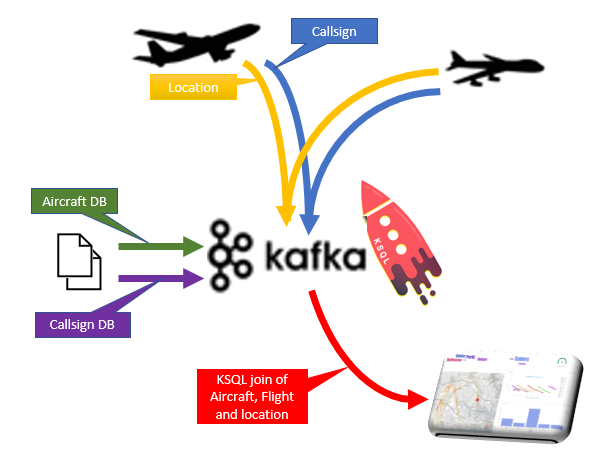 Callsign
Location
Aircraft DB
kafka
KSQL
Callsign DB
KSQL join of
Aircraft, Flight
and location